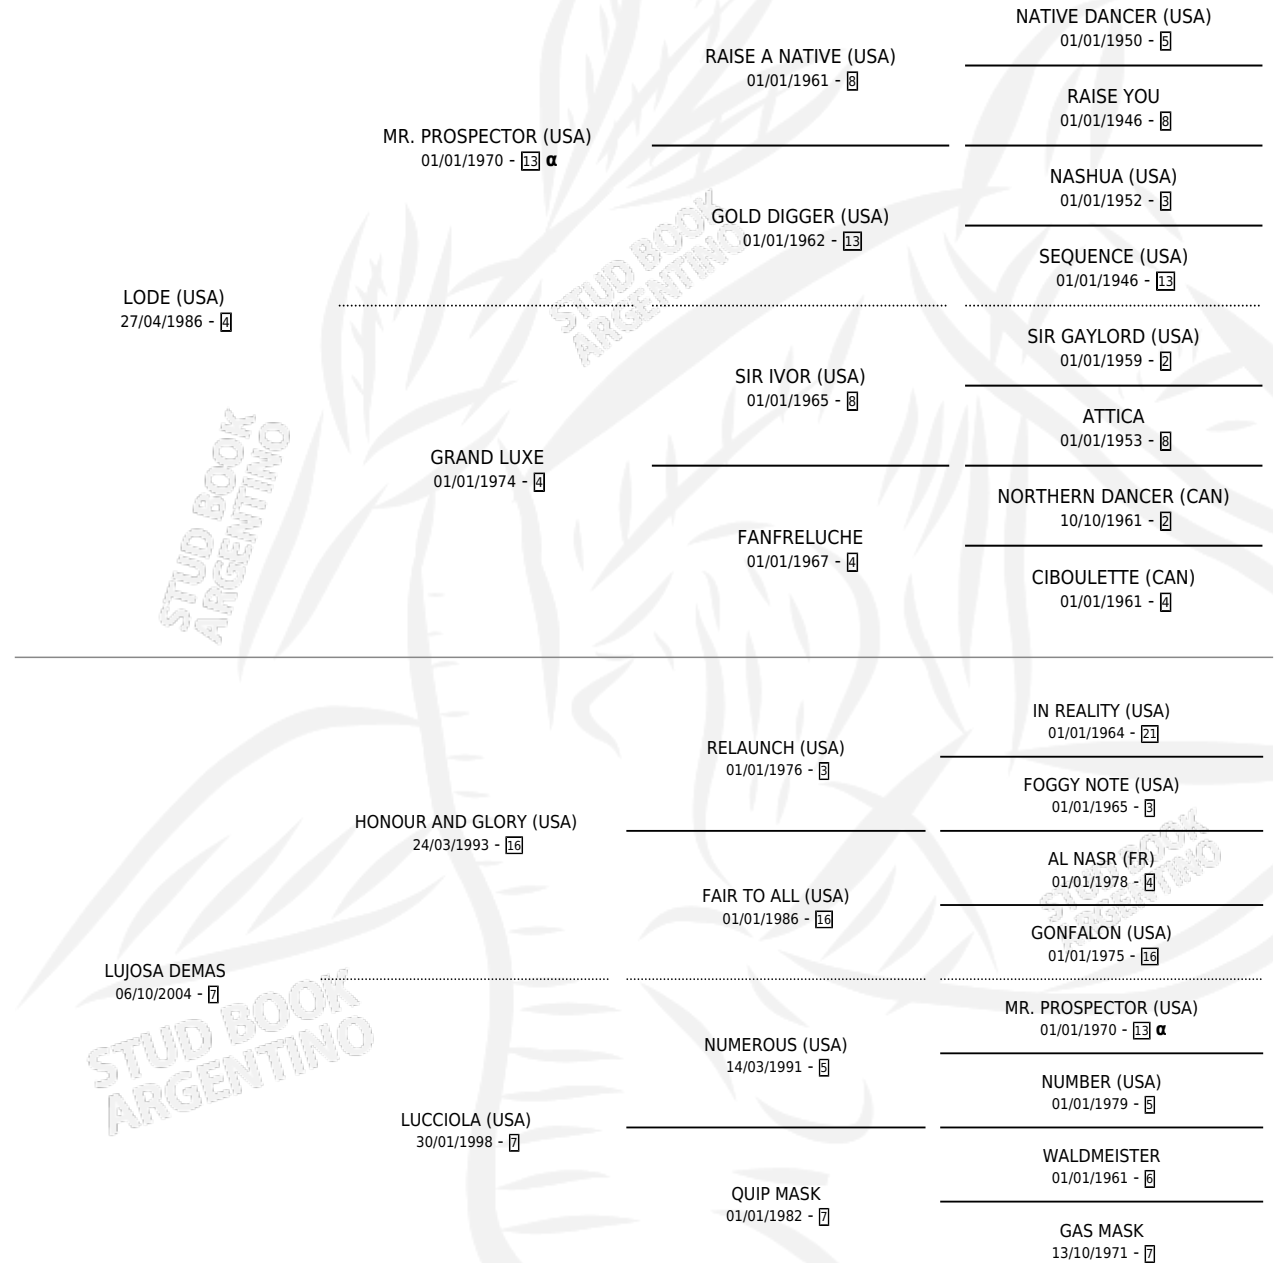 NATIVE DANCER (USA)
01/01/1950 - 5
RAISE A NATIVE (USA)
01/01/1961 - 8
RAISE YOU
01/01/1946 - 8
MR. PROSPECTOR (USA)
01/01/1970 - 13 α
NASHUA (USA)
01/01/1952 - 3
GOLD DIGGER (USA)
01/01/1962 - 13
SEQUENCE (USA)
01/01/1946 - 13
LODE (USA)
27/04/1986 - 4
SIR GAYLORD (USA)
01/01/1959 - 2
SIR IVOR (USA)
01/01/1965 - 8
ATTICA
01/01/1953 - 8
GRAND LUXE
01/01/1974 - 4
NORTHERN DANCER (CAN)
10/10/1961 - 2
FANFRELUCHE
01/01/1967 - 4
CIBOULETTE (CAN)
01/01/1961 - 4
IN REALITY (USA)
01/01/1964 - 21
RELAUNCH (USA)
01/01/1976 - 3
FOGGY NOTE (USA)
01/01/1965 - 3
HONOUR AND GLORY (USA)
24/03/1993 - 16
AL NASR (FR)
01/01/1978 - 4
FAIR TO ALL (USA)
01/01/1986 - 16
GONFALON (USA)
01/01/1975 - 16
LUJOSA DEMAS
06/10/2004 - 7
MR. PROSPECTOR (USA)
01/01/1970 - 13 α
NUMEROUS (USA)
14/03/1991 - 5
NUMBER (USA)
01/01/1979 - 5
LUCCIOLA (USA)
30/01/1998 - 7
WALDMEISTER
01/01/1961 - 6
QUIP MASK
01/01/1982 - 7
GAS MASK
13/10/1971 - 7
STUD BOOK
ARGENTINO
STUD BOOK
ARGENTINO
STUD BOOK
ARGENTINO
STUD BOOK
ARGENTINO